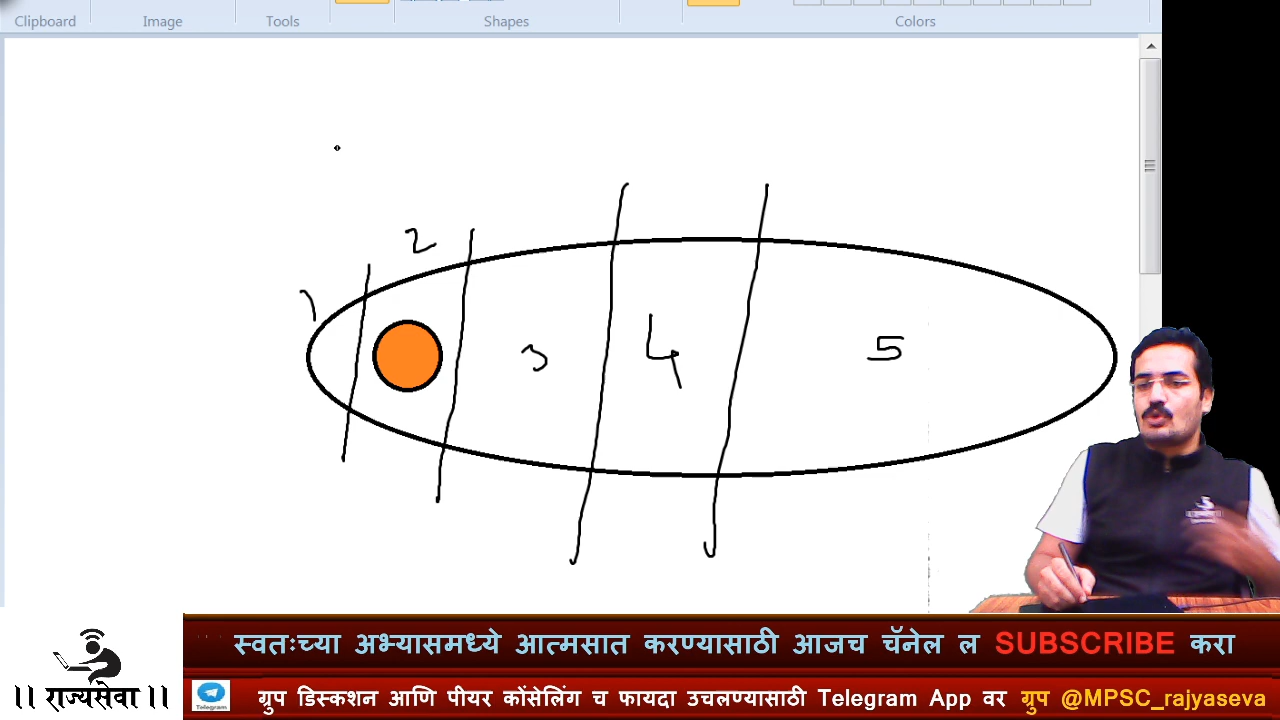 Clipboard
Image
Tools
Shapes
Colors
1
2
3
4
5
स्वतःच्या अभ्यासमध्ये आत्मसात करण्यासाठी आजच चॅनेल ल SUBSCRIBE करा
।। राज्यसेवा ।।
Telegram
ग्रुप डिस्कशन आणि पीयर कोंसेलिंग च फायदा उचलण्यासाठी Telegram App वर ग्रुप @MPSC_rajyaseva